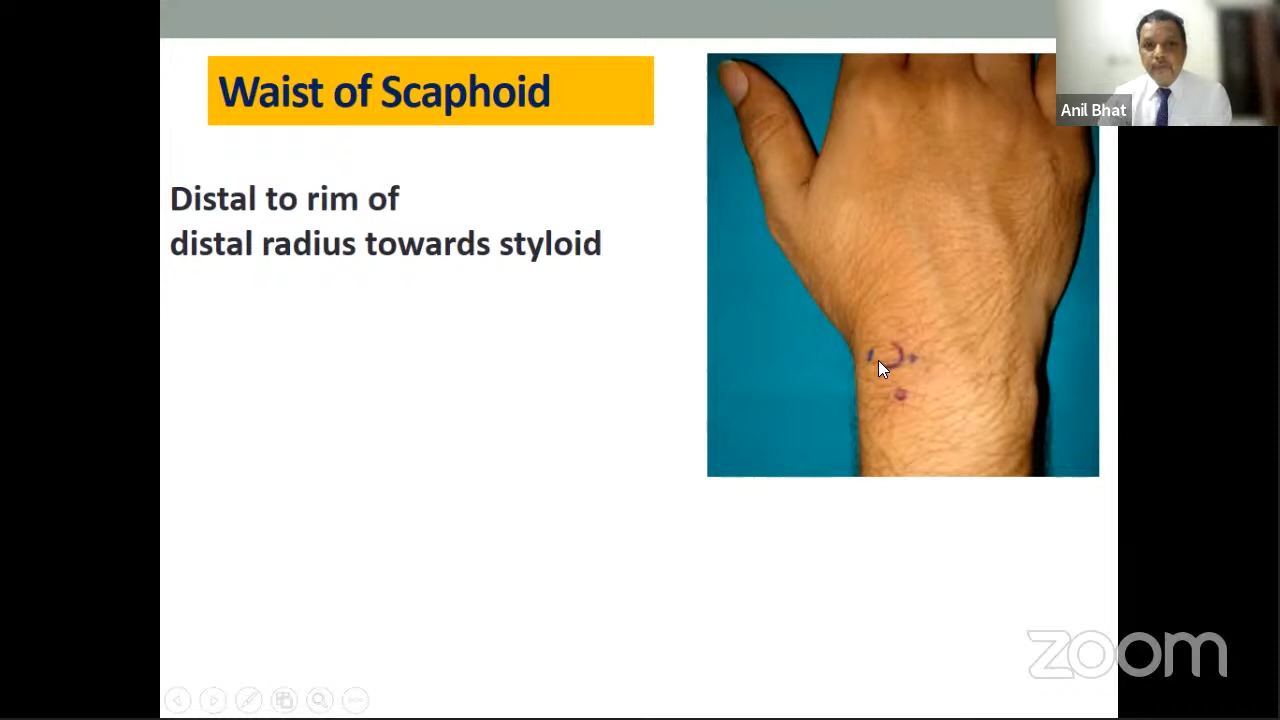 Waist of Scaphoid
Anil Bhat
Distal to rim of
distal radius towards styloid
zoom